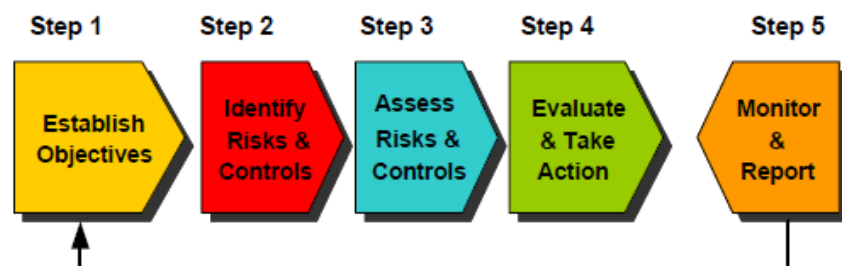 Step 1
Step 2
Step 3
Step 4
Step 5
Establish
Objectives
Identify
Risks &
Controls
Assess
Risks &
Controls
Evaluate
& Take
Action
Monitor
&
Report